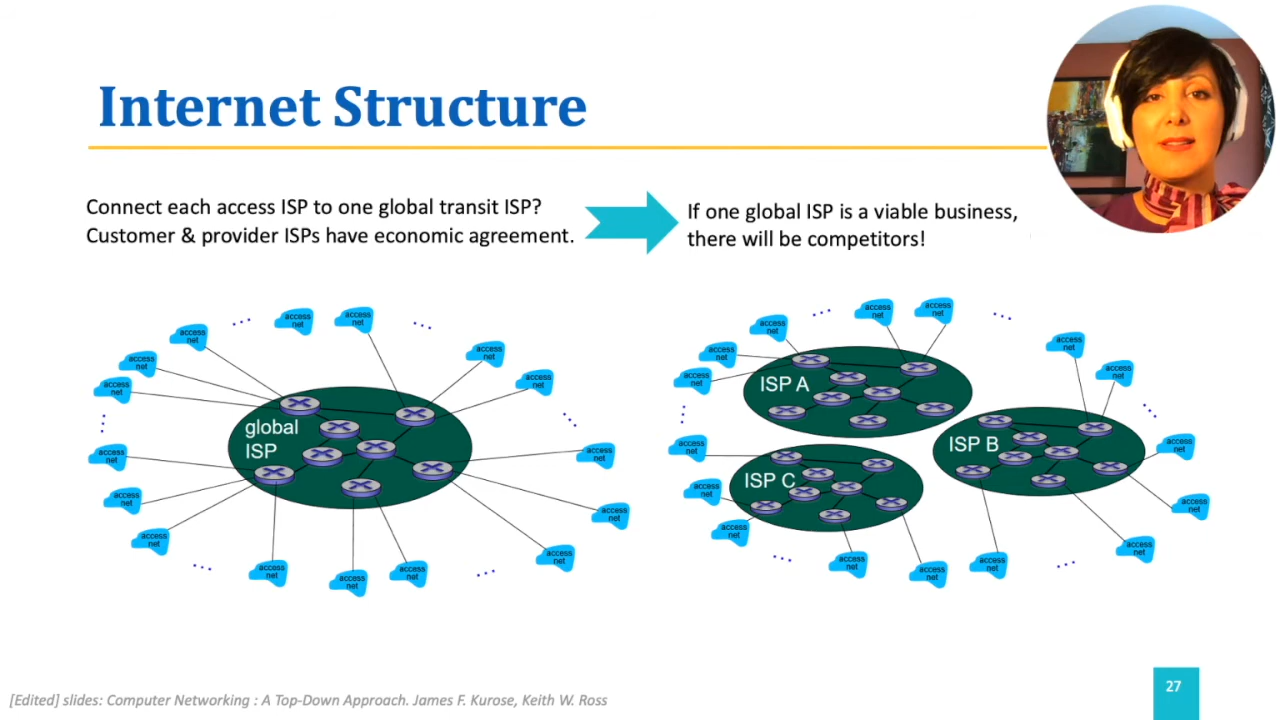 Internet Structure
Connect each access ISP to one global transit ISP?
Customer & provider ISPs have economic agreement.
If one global ISP is a viable business,
there will be competitors!
access
net
access
net
access
net
access
net
access
net
access
net
access
net
access
net
access
net
access
net
access
net
access
net
access
net
access
net
access
net
access
net
global
ISP
access
net
access
net
access
net
access
net
access
net
access
net
access
net
access
net
access
net
access
net
access
net
access
net
access
net
access
net
access
net
access
net
ISP A
ISP B
ISP C
[Edited] slides: Computer Networking : A Top-Down Approach. James F. Kurose, Keith W. Ross
27